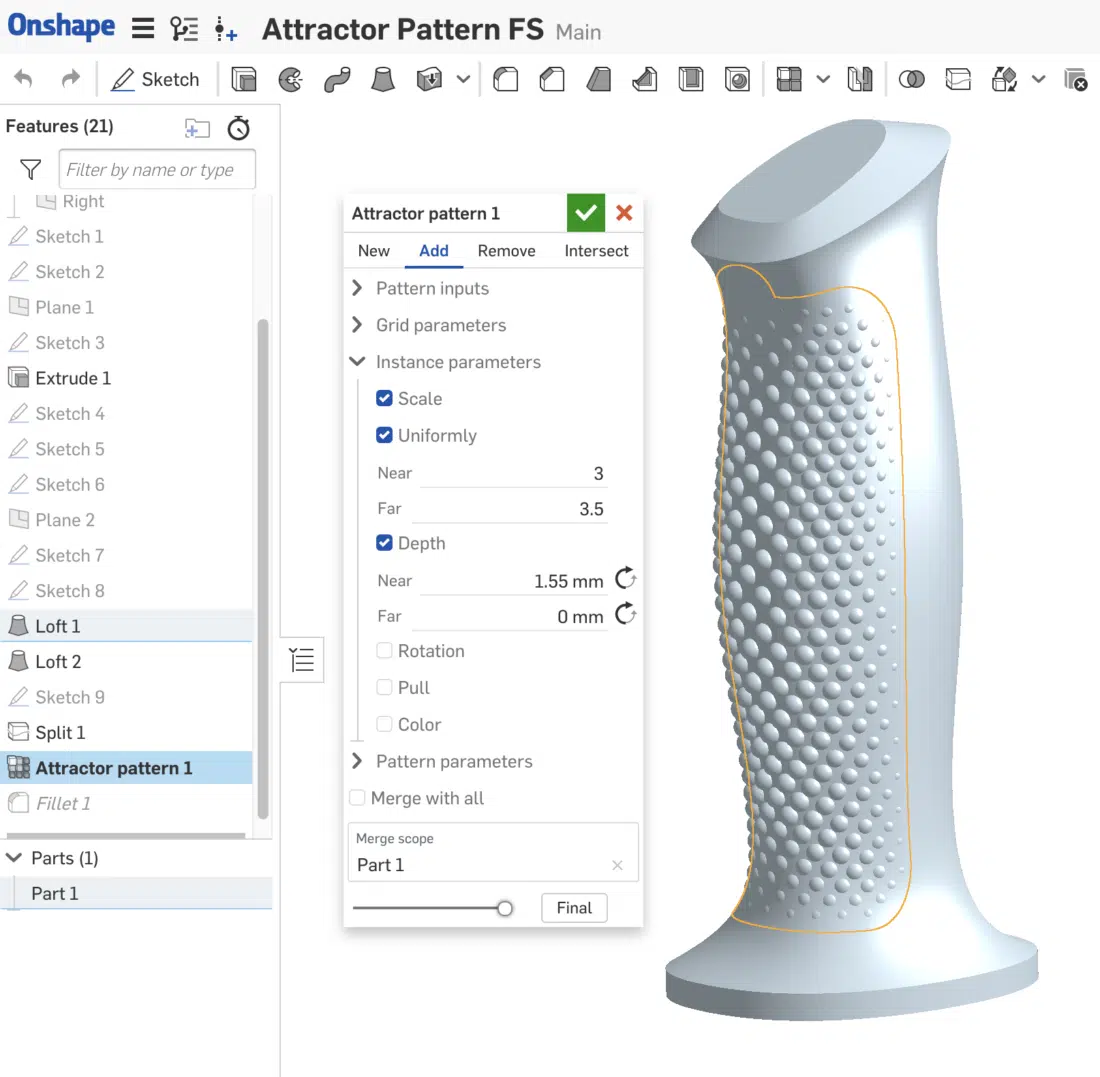 Onshape Attractor Pattern FS Main
Sketch
Features (21)
Filter by name or type
Right
Sketch 1
Sketch 2
Plane 1
Sketch 3
Extrude 1
Sketch 4
Sketch 5
Sketch 6
Plane 2
Sketch 7
Sketch 8
Loft 1
Loft 2
Sketch 9
Split 1
Attractor pattern 1
Fillet 1
Parts (1)
Part 1
Attractor pattern 1
New Add Remove Intersect
Pattern inputs
Grid parameters
Instance parameters
Scale
Uniformly
Near 3
Far 3.5
Depth
Near 1.55 mm
Far 0 mm
Rotation
Pull
Color
Pattern parameters
Merge with all
Merge scope
Part 1
Final